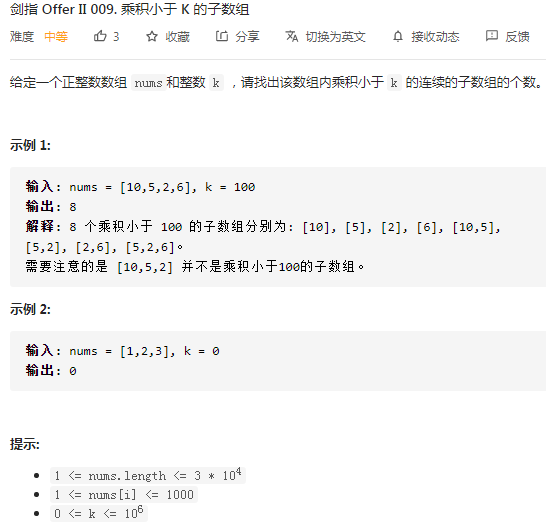 剑指 Offer II 009. 乘积小于 K 的子数组
难度 中等 3 收藏 分享 切换为英文 接收动态 反馈
给定一个正整数数组 nums 和整数 k ，请找出该数组内乘积小于 k 的连续的子数组的个数。
示例 1:
输入: nums = [10,5,2,6], k = 100
输出: 8
解释: 8 个乘积小于 100 的子数组分别为: [10], [5], [2], [6], [10,5],
[5,2], [2,6], [5,2,6]。
需要注意的是 [10,5,2] 并不是乘积小于100的子数组。
示例 2:
输入: nums = [1,2,3], k = 0
输出: 0
提示:
1 <= nums.length <= 3 * 10⁴
1 <= nums[i] <= 1000
0 <= k <= 10⁶